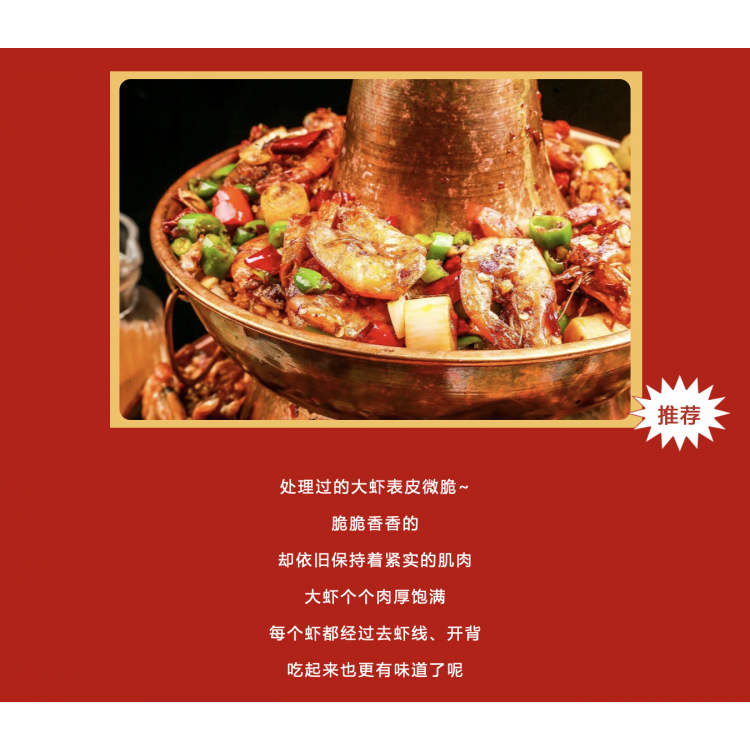 推荐
处理过的大虾表皮微脆~
脆脆香香的
却依旧保持着紧实的肌肉
大虾个个肉厚饱满
每个虾都经过去虾线、开背
吃起来也更有味道了呢